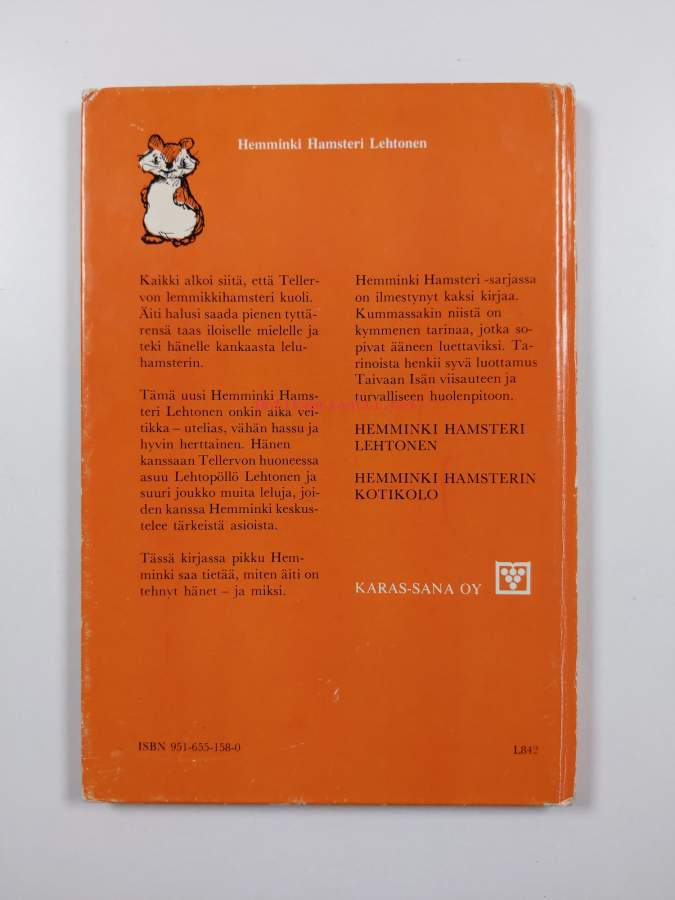 Hemminki Hamsteri Lehtonen
Kaikki alkoi siitä, että Teller-
von lemmikkihamsteri kuoli.
Äiti halusi saada pienen tyttä-
rensä taas iloiselle mielelle ja
teki hänelle kankaasta lelu-
hamsterin.
Tämä uusi Hemminki Hams-
teri Lehtonen onkin aika vei-
tikka – utelias, vähän hassu ja
hyvin herttainen. Hänen
kanssaan Tellervon huoneessa
asuu Lehtopöllö Lehtonen ja
suuri joukko muita leluja, joi-
den kanssa Hemminki keskus-
telee tärkeistä asioista.
Tässä kirjassa pikku Hem-
minki saa tietää, miten äiti on
tehnyt hänet – ja miksi.
Hemminki Hamsteri -sarjassa
on ilmestynyt kaksi kirjaa.
Kummassakin niistä on
kymmenen tarinaa, jotka so-
pivat ääneen luettaviksi. Ta-
rinoista henkii syvä luottamus
Taivaan Isän viisauteen ja
turvalliseen huolenpitoon.
HEMMINKI HAMSTERI
LEHTONEN
HEMMINKI HAMSTERIN
KOTIKOLO
KARAS-SANA OY
ISBN 951-655-158-0
L842